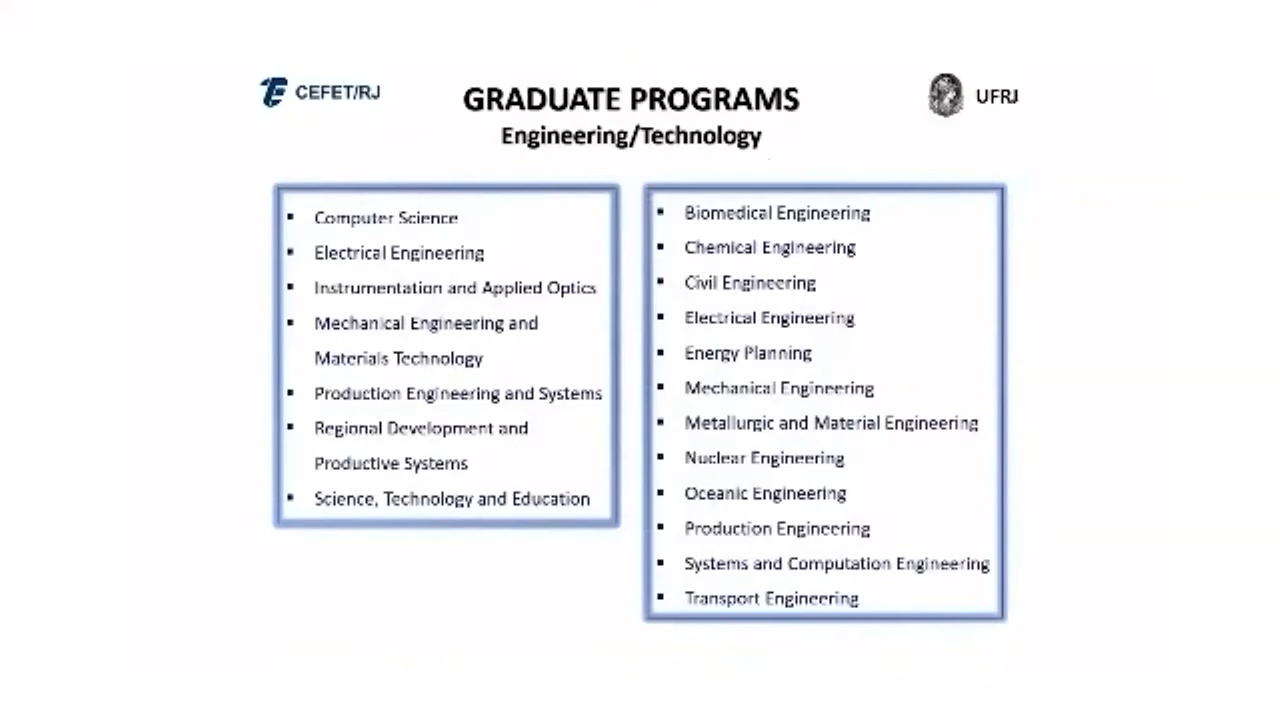 CEFET/RJ
GRADUATE PROGRAMS
UFRJ
Engineering/Technology
▪ Computer Science
▪ Electrical Engineering
▪ Instrumentation and Applied Optics
▪ Mechanical Engineering and
Materials Technology
▪ Production Engineering and Systems
▪ Regional Development and
Productive Systems
▪ Science, Technology and Education
▪ Biomedical Engineering
▪ Chemical Engineering
▪ Civil Engineering
▪ Electrical Engineering
▪ Energy Planning
▪ Mechanical Engineering
▪ Metallurgic and Material Engineering
▪ Nuclear Engineering
▪ Oceanic Engineering
▪ Production Engineering
▪ Systems and Computation Engineering
▪ Transport Engineering